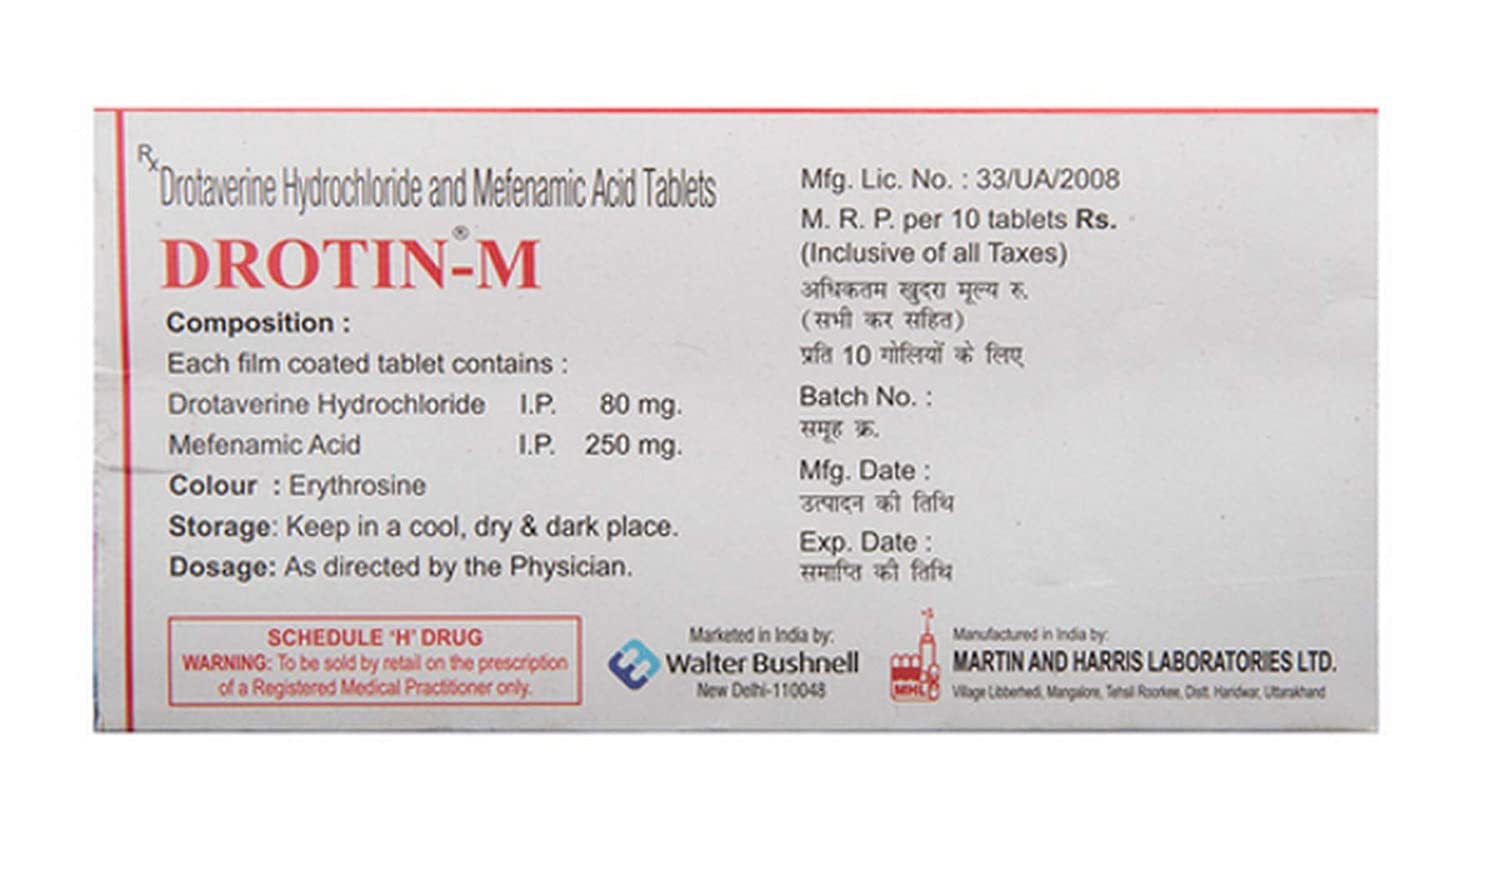 Rx
Drotaverine Hydrochloride and Mefenamic Acid Tablets
DROTIN®-M
Composition :
Each film coated tablet contains :
Drotaverine Hydrochloride I.P. 80 mg.
Mefenamic Acid I.P. 250 mg.
Colour : Erythrosine
Storage: Keep in a cool, dry & dark place.
Dosage: As directed by the Physician.
SCHEDULE 'H' DRUG
WARNING: To be sold by retail on the prescription
of a Registered Medical Practitioner only.
Mfg. Lic. No. : 33/UA/2008
M. R. P. per 10 tablets Rs.
(Inclusive of all Taxes)
अधिकतम खुदरा मूल्य रु.
(सभी कर सहित)
प्रति 10 गोलियों के लिए
Batch No. :
समूह क्र.
Mfg. Date :
उत्पादन की तिथि
Exp. Date :
समाप्ति की तिथि
Marketed in India by:
Walter Bushnell
New Delhi-110048
MHL
Manufactured in India by:
MARTIN AND HARRIS LABORATORIES LTD.
Village Libberhedi, Mangalore, Tehsil Roorkee, Distt. Haridwar, Uttarakhand